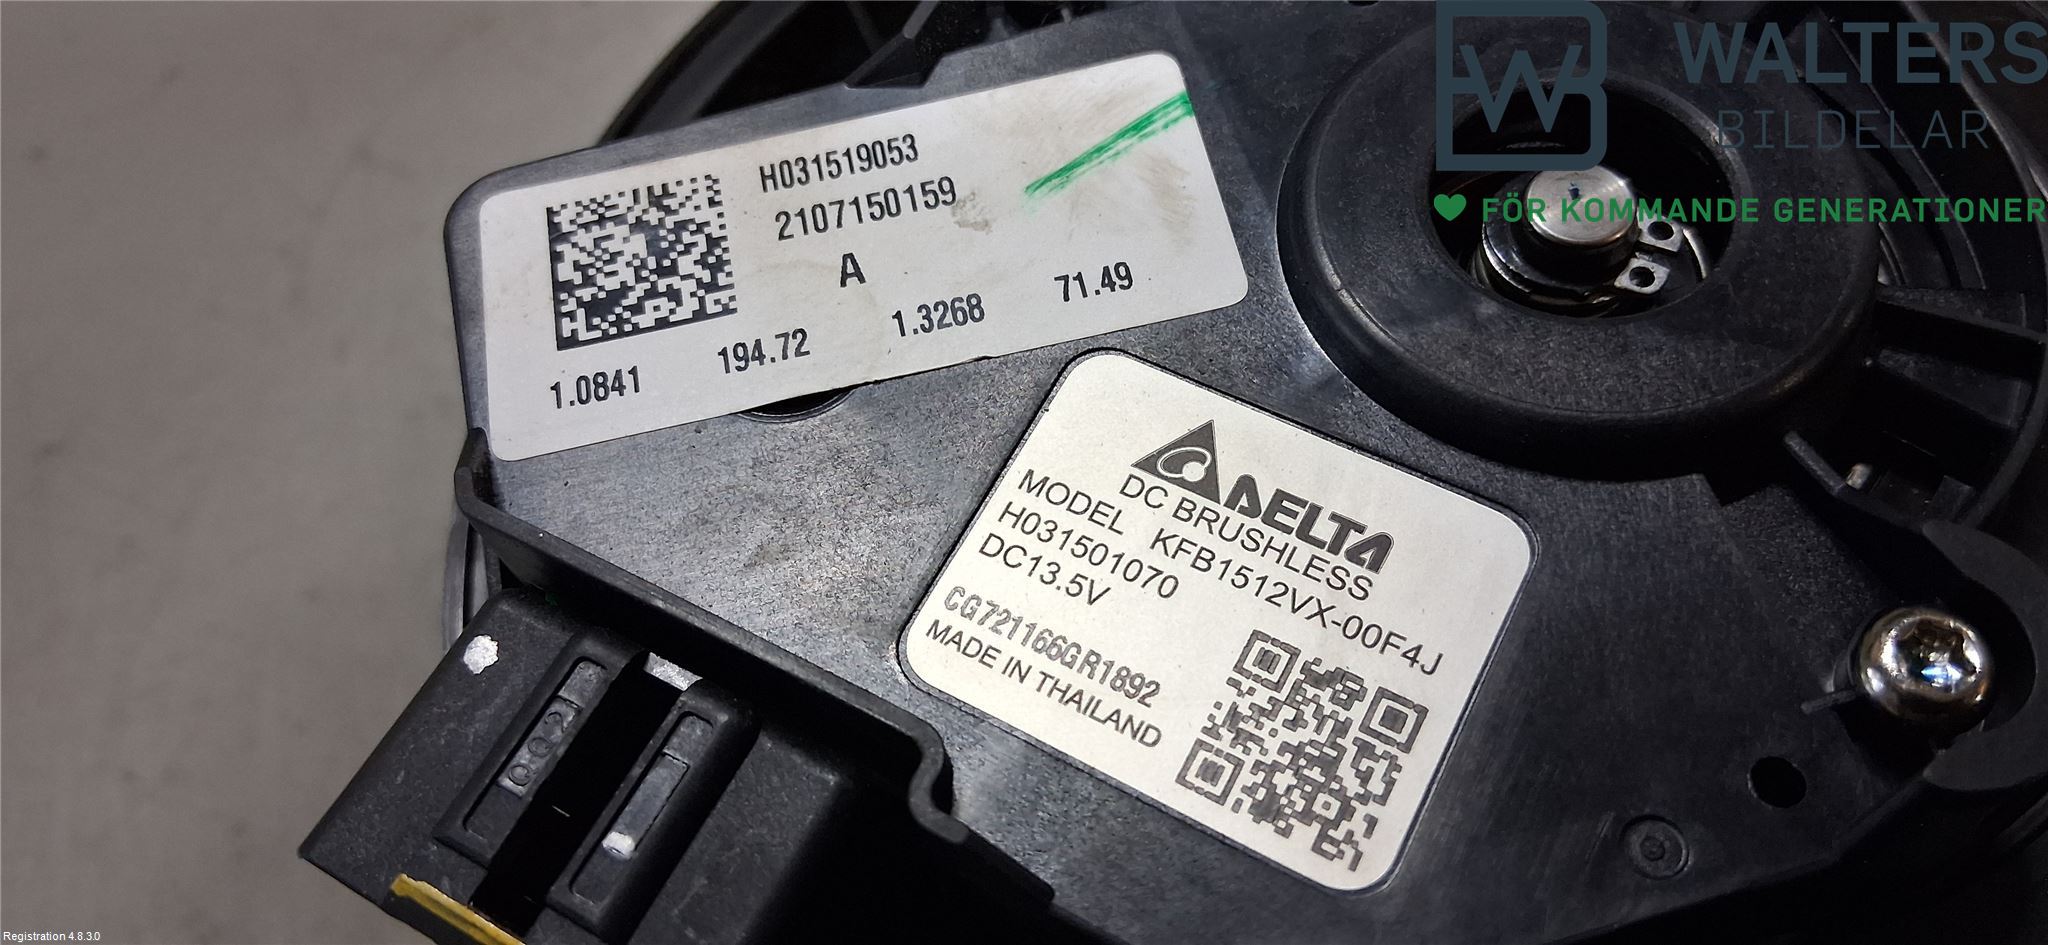 WALTERS
BILDELAR
FÖR KOMMANDE GENERATIONER
H031519053
2107150159
A
1.0841 194.72 1.3268 71.49
DELTA
DC BRUSHLESS
MODEL KFB1512VX-00F4J
H031501070
DC13.5V
CG721166GR1892
MADE IN THAILAND
Registration 4.8.3.0